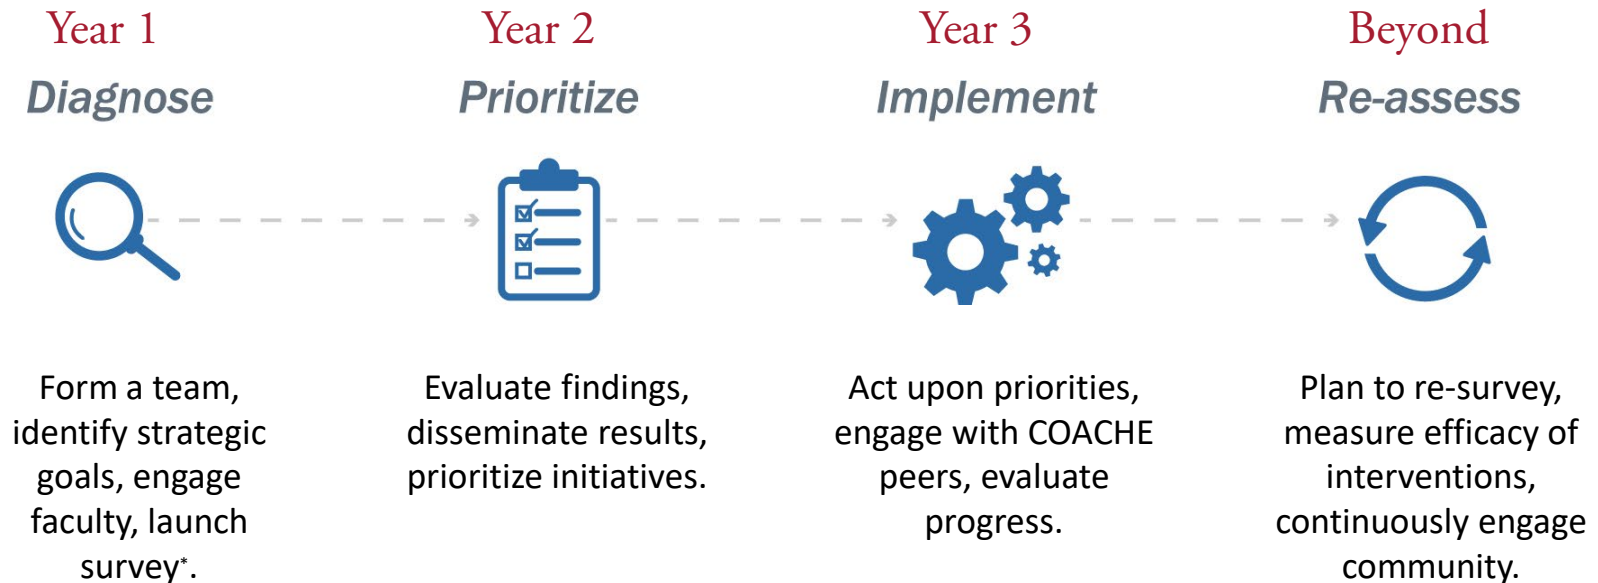 Year 1
Diagnose
Form a team,
identify strategic
goals, engage
faculty, launch
survey*.
Year 2
Prioritize
Evaluate findings,
disseminate results,
prioritize initiatives.
Year 3
Implement
Act upon priorities,
engage with COACHE
peers, evaluate
progress.
Beyond
Re-assess
Plan to re-survey,
measure efficacy of
interventions,
continuously engage
community.